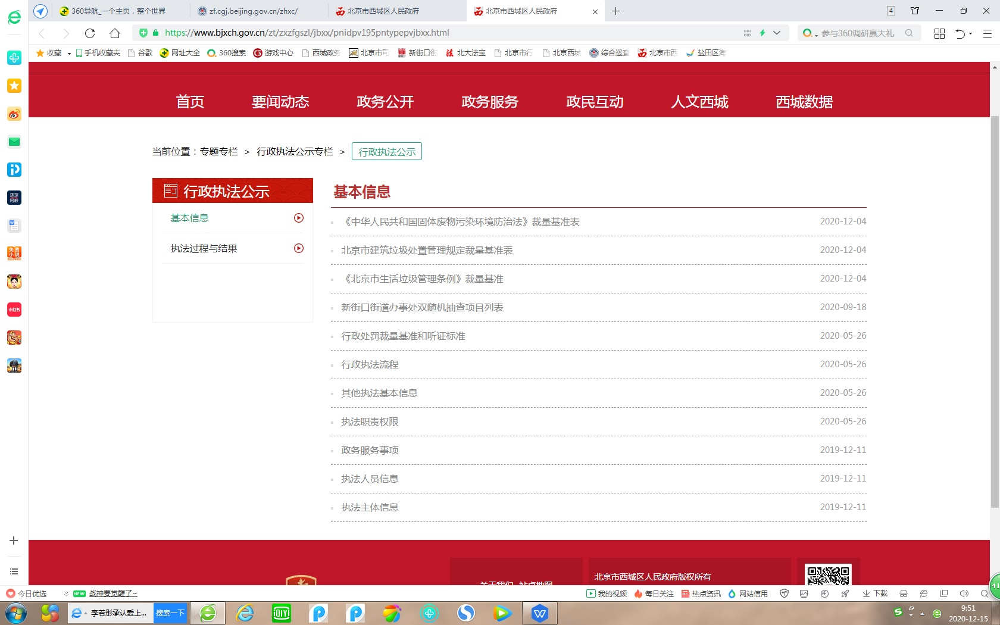 360导航_一个主页，整个世界
zf.cgj.beijing.gov.cn/zhxc/
北京市西城区人民政府
北京市西城区人民政府
4
https://www.bjxch.gov.cn/zt/zxzfgszl/jbxx/pnidpv195pntypepvjbxx.html
参与360调研赢大礼
收藏 手机收藏夹 谷歌 网址大全 360搜索 游戏中心 西城政务 北京市司 新街口街 北大法宝 北京市行 北京西城 综合巡查 北京市西 盐田区海
首页 要闻动态 政务公开 政务服务 政民互动 人文西城 西城数据
当前位置：专题专栏 > 行政执法公示专栏 > 行政执法公示
行政执法公示
基本信息
执法过程与结果
基本信息
《中华人民共和国固体废物污染环境防治法》裁量基准表 2020-12-04
北京市建筑垃圾处置管理规定裁量基准表 2020-12-04
《北京市生活垃圾管理条例》裁量基准 2020-12-04
新街口街道办事处双随机抽查项目列表 2020-09-18
行政处罚裁量基准和听证标准 2020-05-26
行政执法流程 2020-05-26
其他执法基本信息 2020-05-26
执法职责权限 2020-05-26
政务服务事项 2019-12-11
执法人员信息 2019-12-11
执法主体信息 2019-12-11
关于我们 站点地图
北京市西城区人民政府版权所有
免费小说
小红书
今日优选 NEW 战神要觉醒了~
我的视频 每日关注 热点资讯 网站信用 下载
41
李若彤承认爱上... 搜索一下
iQIYI
9:51
2020-12-15